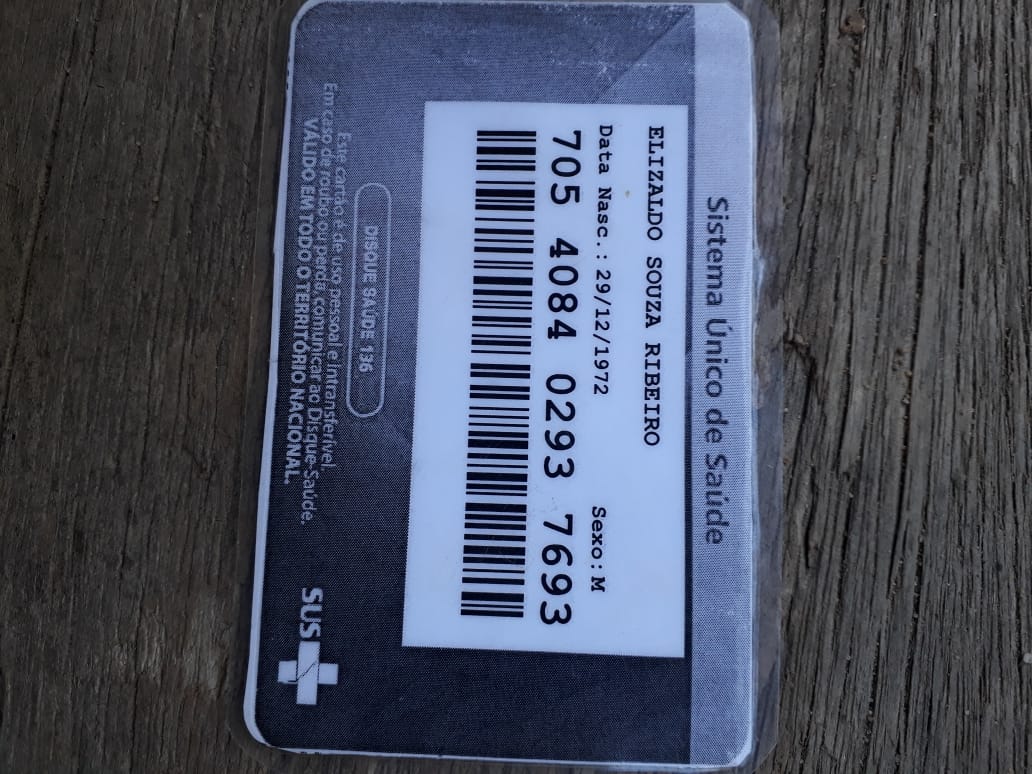 Sistema Único de Saúde
ELIZALDO SOUZA RIBEIRO
Data Nasc.: 29/12/1972 Sexo:M
705 4084 0293 7693
DISQUE SAÚDE 136
Este cartão é de uso pessoal e intransferível.
Em caso de roubo ou perda, comunicar ao Disque-Saúde.
VÁLIDO EM TODO O TERRITÓRIO NACIONAL.
SUS